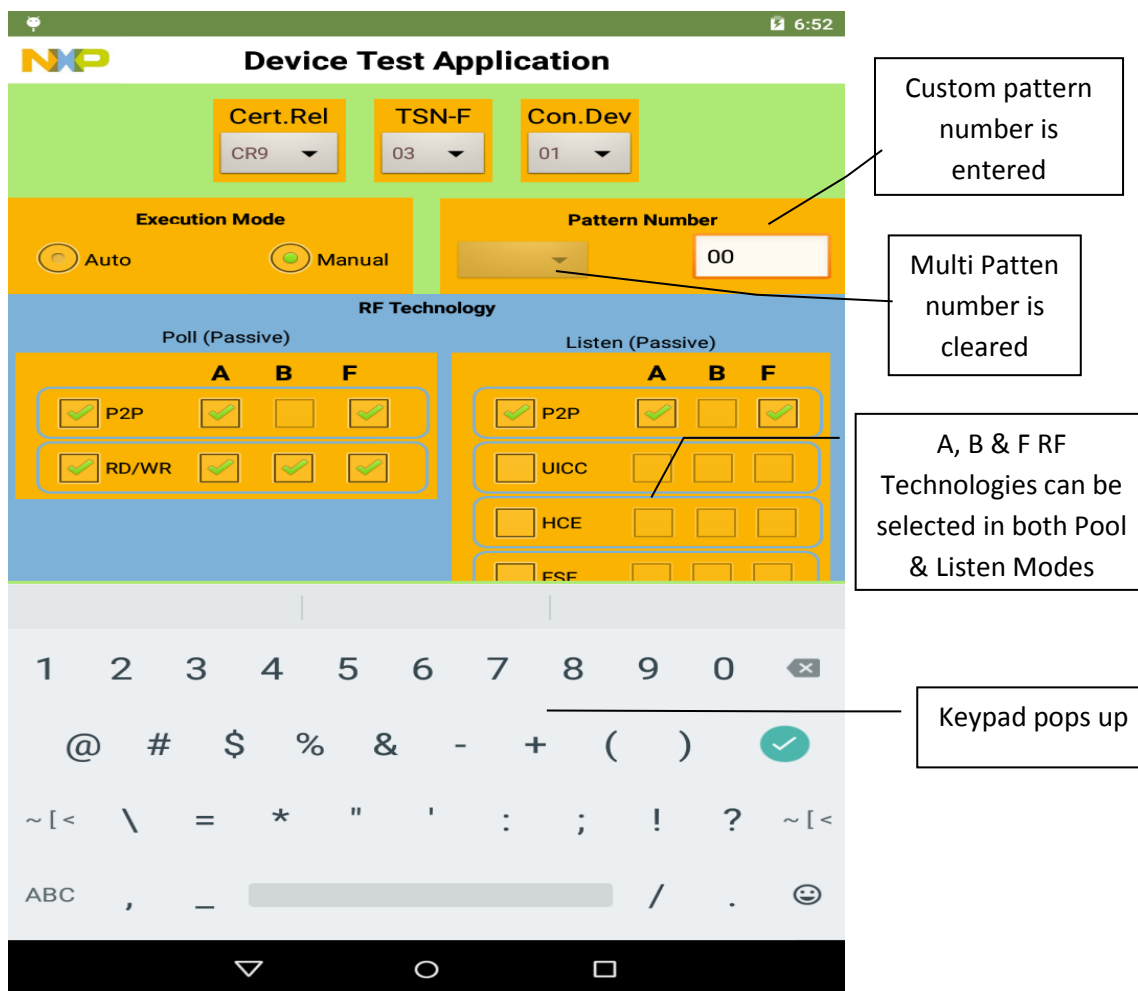 6:52
NXP
Device Test Application
Cert.Rel TSN-F Con.Dev
CR9 03 01
Execution Mode
Auto Manual
Pattern Number
00
RF Technology
Poll (Passive)
A B F
P2P
RD/WR
Listen (Passive)
A B F
P2P
UICC
HCE
ESE
1 2 3 4 5 6 7 8 9 0
@ # $ % & - + ( )
~ [ < \ = * " ' : ; ! ? ~ [ <
ABC , _ / .
Custom pattern
number is
entered
Multi Patten
number is
cleared
A, B & F RF
Technologies can be
selected in both Pool
& Listen Modes
Keypad pops up